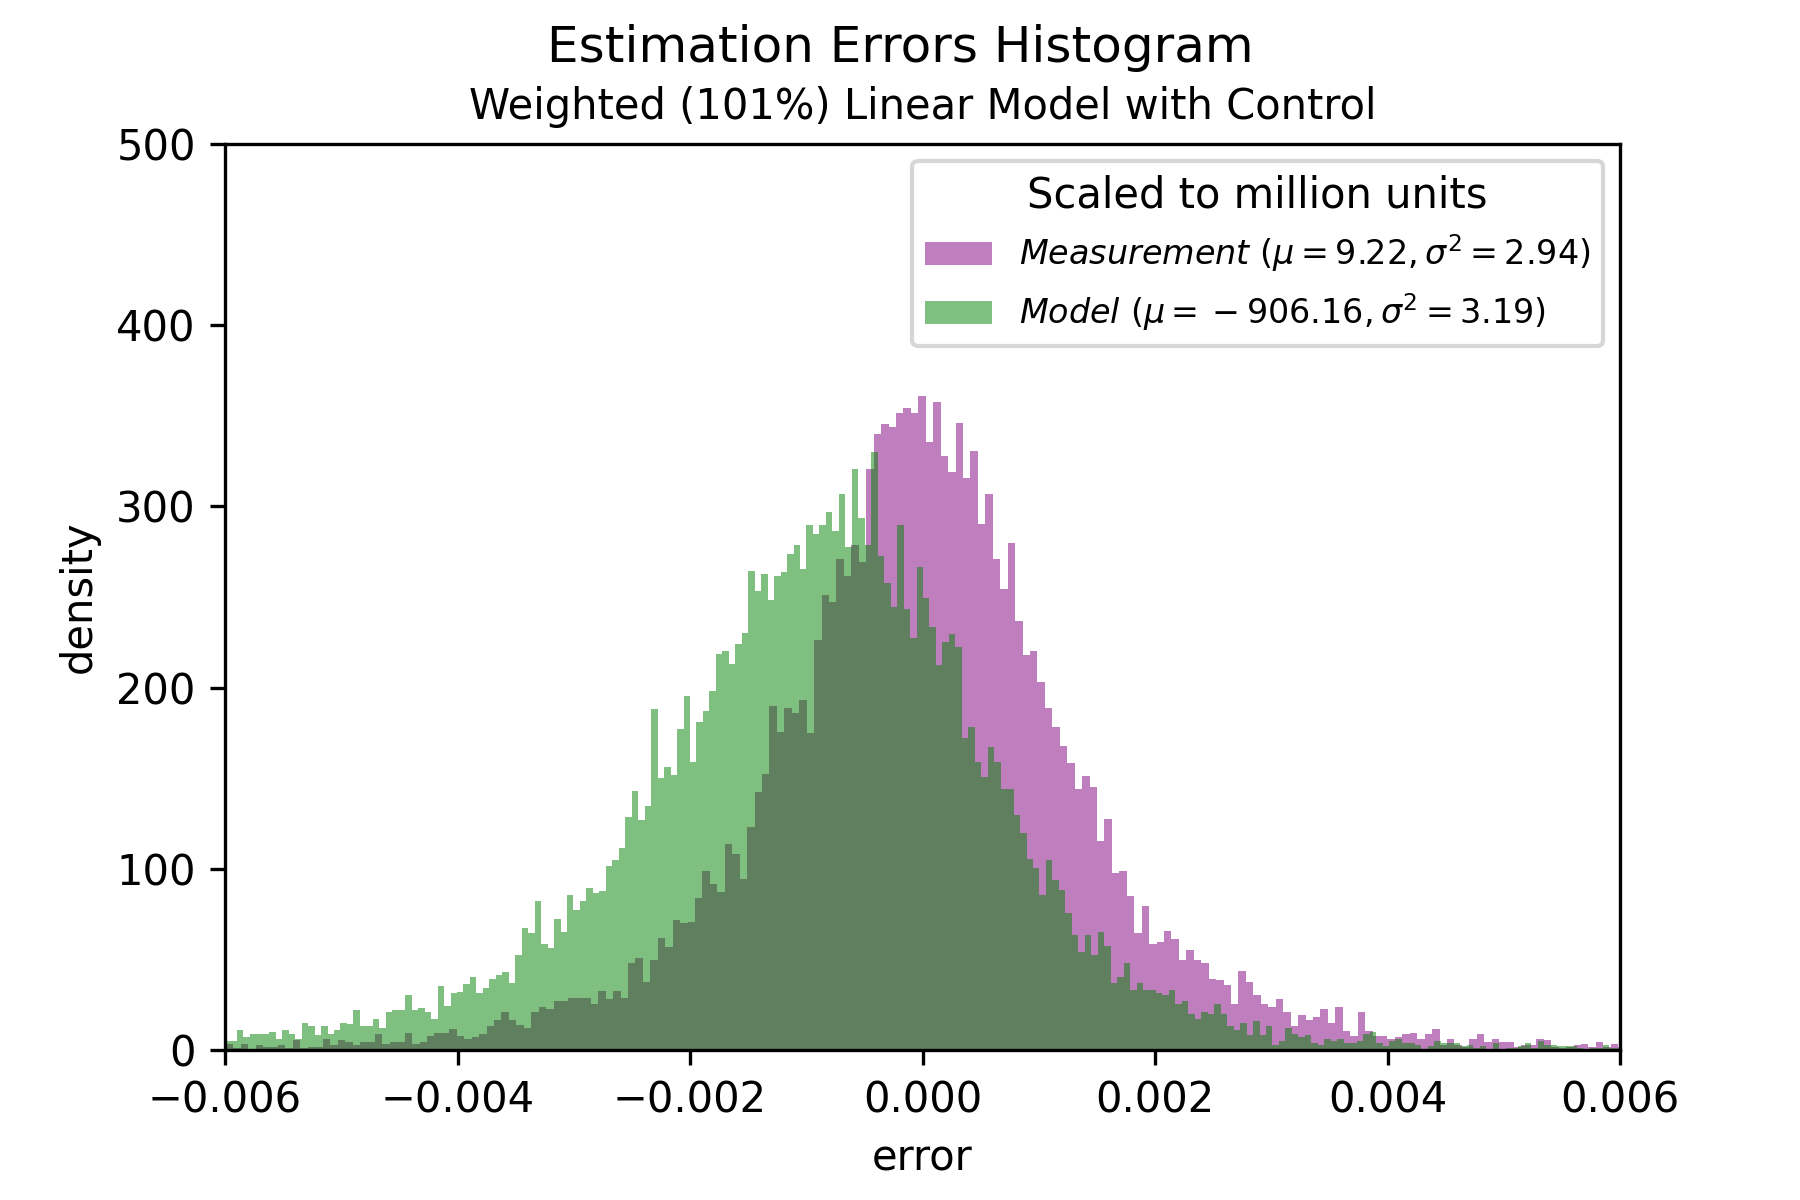 Estimation Errors Histogram
Weighted (101%) Linear Model with Control
500
400
300
200
100
0
density
Scaled to million units
Measurement (μ = 9.22, σ² = 2.94)
Model (μ = − 906.16, σ² = 3.19)
−0.006 −0.004 −0.002 0.000 0.002 0.004 0.006
error